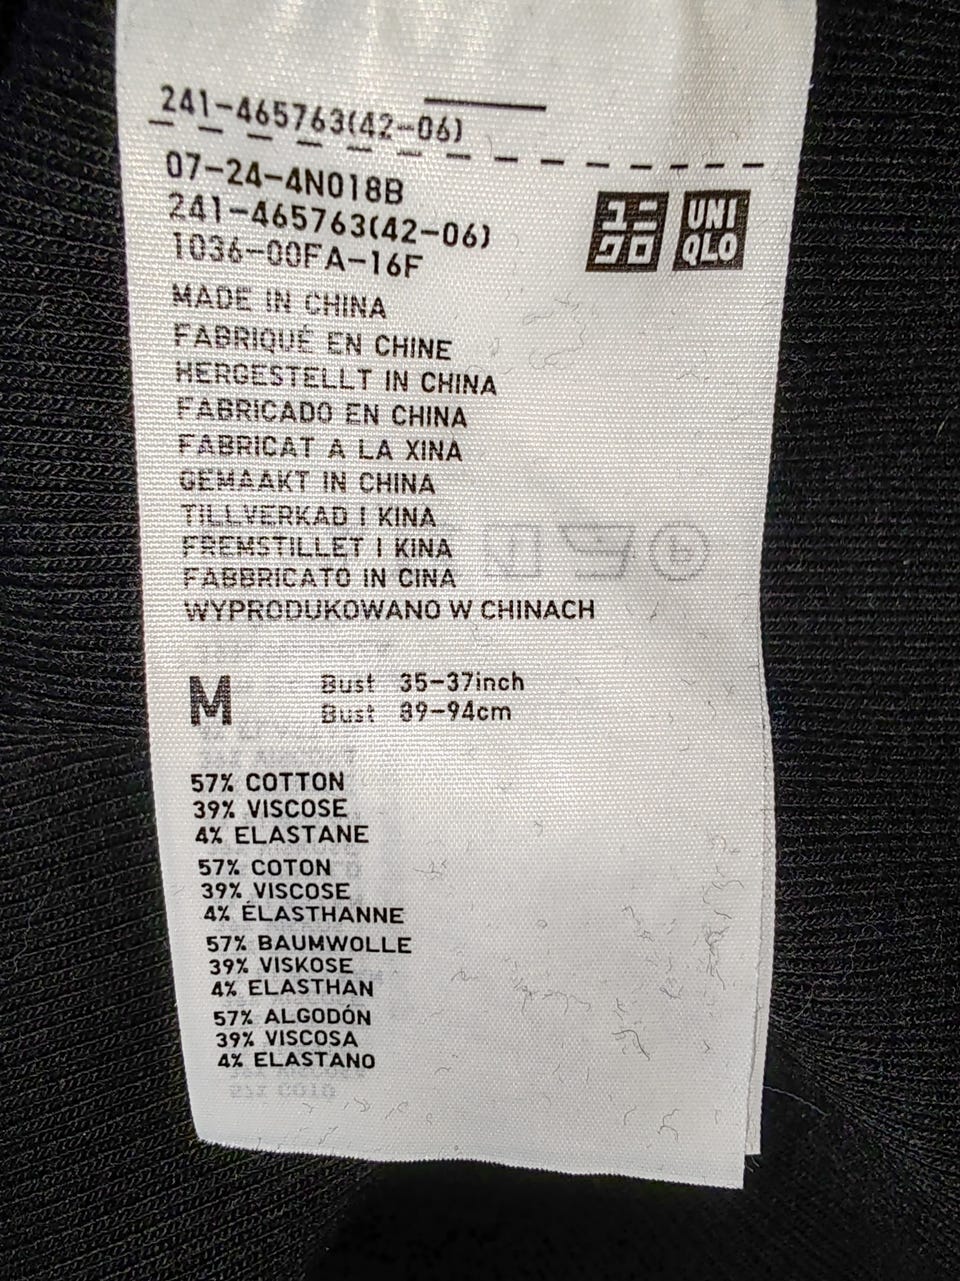 241-465763(42-06)
07-24-4N018B
241-465763(42-06)
1036-00FA-16F
ユニ
クロ
UNI
QLO
MADE IN CHINA
FABRIQUÉ EN CHINE
HERGESTELLT IN CHINA
FABRICADO EN CHINA
FABRICAT A LA XINA
GEMAAKT IN CHINA
TILLVERKAD I KINA
FREMSTILLET I KINA
FABBRICATO IN CINA
WYPRODUKOWANO W CHINACH
M
Bust 35-37inch
Bust 89-94cm
57% COTTON
39% VISCOSE
4% ELASTANE
57% COTON
39% VISCOSE
4% ÉLASTHANNE
57% BAUMWOLLE
39% VISKOSE
4% ELASTHAN
57% ALGODÓN
39% VISCOSA
4% ELASTANO